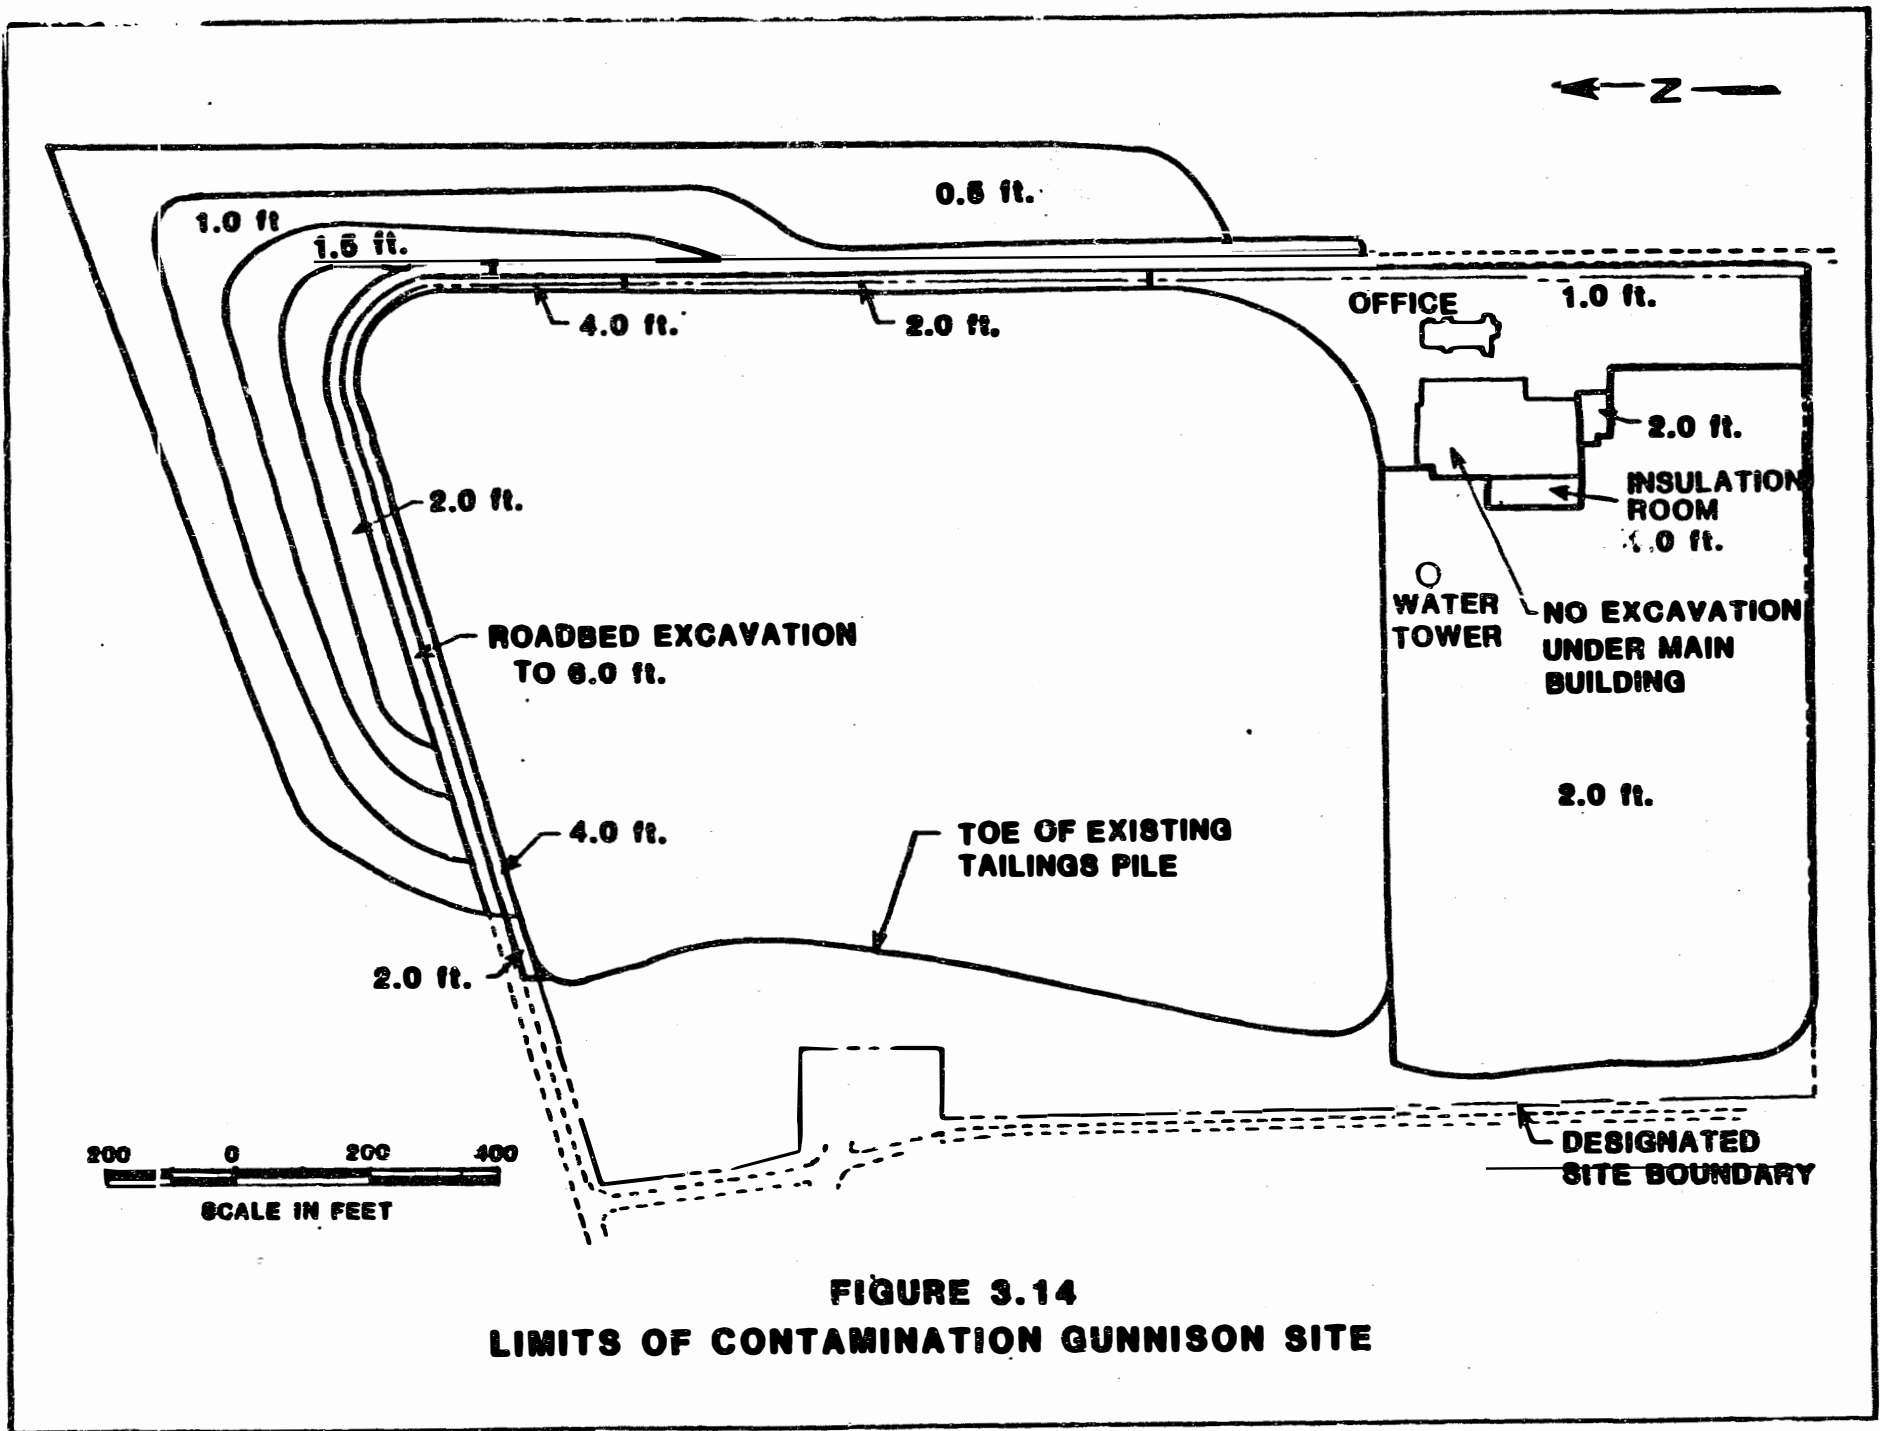 N
0.5 ft.
1.0 ft
1.5 ft.
OFFICE
1.0 ft.
4.0 ft.
2.0 ft.
2.0 ft.
2.0 ft.
INSULATION
ROOM
.0 ft.
WATER
TOWER
NO EXCAVATION
UNDER MAIN
BUILDING
ROADBED EXCAVATION
TO 6.0 ft.
2.0 ft.
4.0 ft.
TOE OF EXISTING
TAILINGS PILE
2.0 ft.
DESIGNATED
SITE BOUNDARY
200 0 200 400
SCALE IN FEET
FIGURE 3.14
LIMITS OF CONTAMINATION GUNNISON SITE